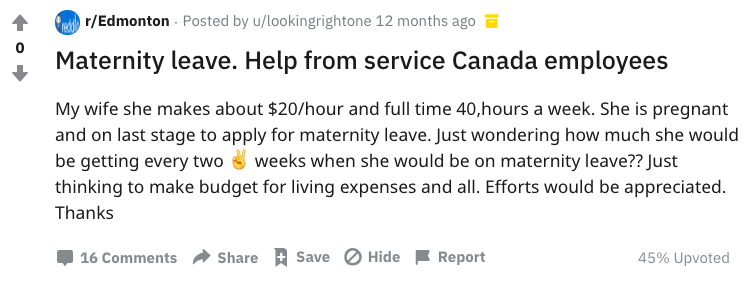 r/Edmonton · Posted by u/lookingrightone 12 months ago
0
Maternity leave. Help from service Canada employees
My wife she makes about $20/hour and full time 40,hours a week. She is pregnant
and on last stage to apply for maternity leave. Just wondering how much she would
be getting every two ✌️ weeks when she would be on maternity leave?? Just
thinking to make budget for living expenses and all. Efforts would be appreciated.
Thanks
16 Comments Share Save Hide Report 45% Upvoted